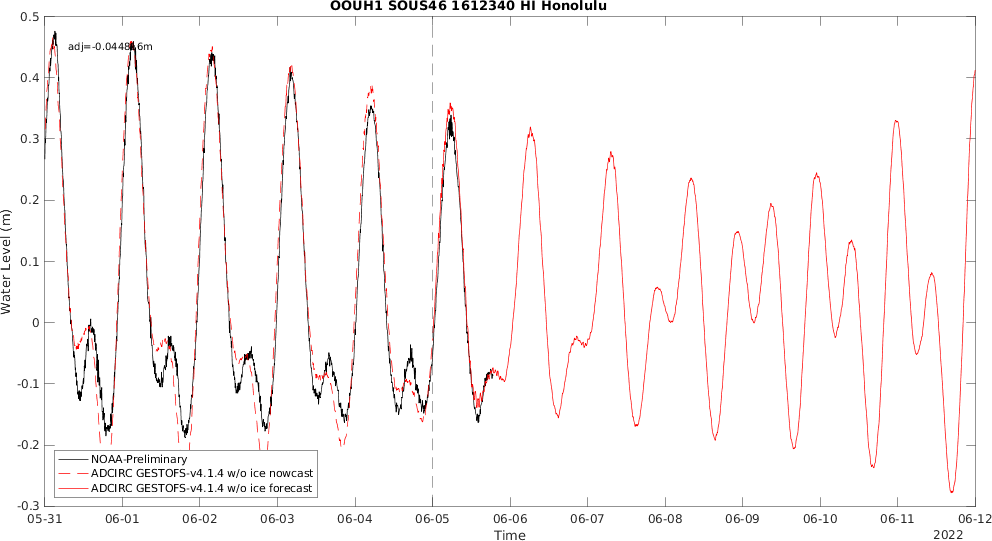 OOUH1 SOUS46 1612340 HI Honolulu
0.5
0.4
0.3
0.2
0.1
0
-0.1
-0.2
-0.3
Water Level (m)
NOAA-Preliminary
ADCIRC GESTOFS-v4.1.4 w/o ice nowcast
ADCIRC GESTOFS-v4.1.4 w/o ice forecast
05-31 06-01 06-02 06-03 06-04 06-05 06-06 06-07 06-08 06-09 06-10 06-11 06-12
Time
2022